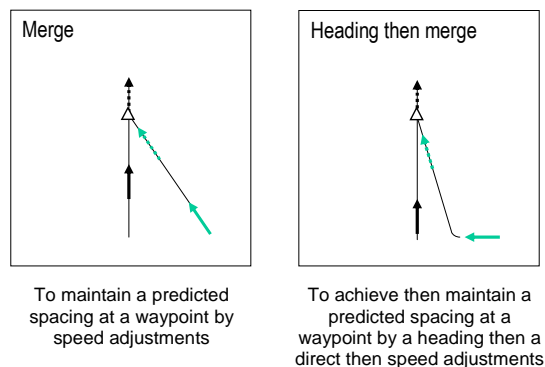 Merge
To maintain a predicted
spacing at a waypoint by
speed adjustments
Heading then merge
To achieve then maintain a
predicted spacing at a
waypoint by a heading then a
direct then speed adjustments